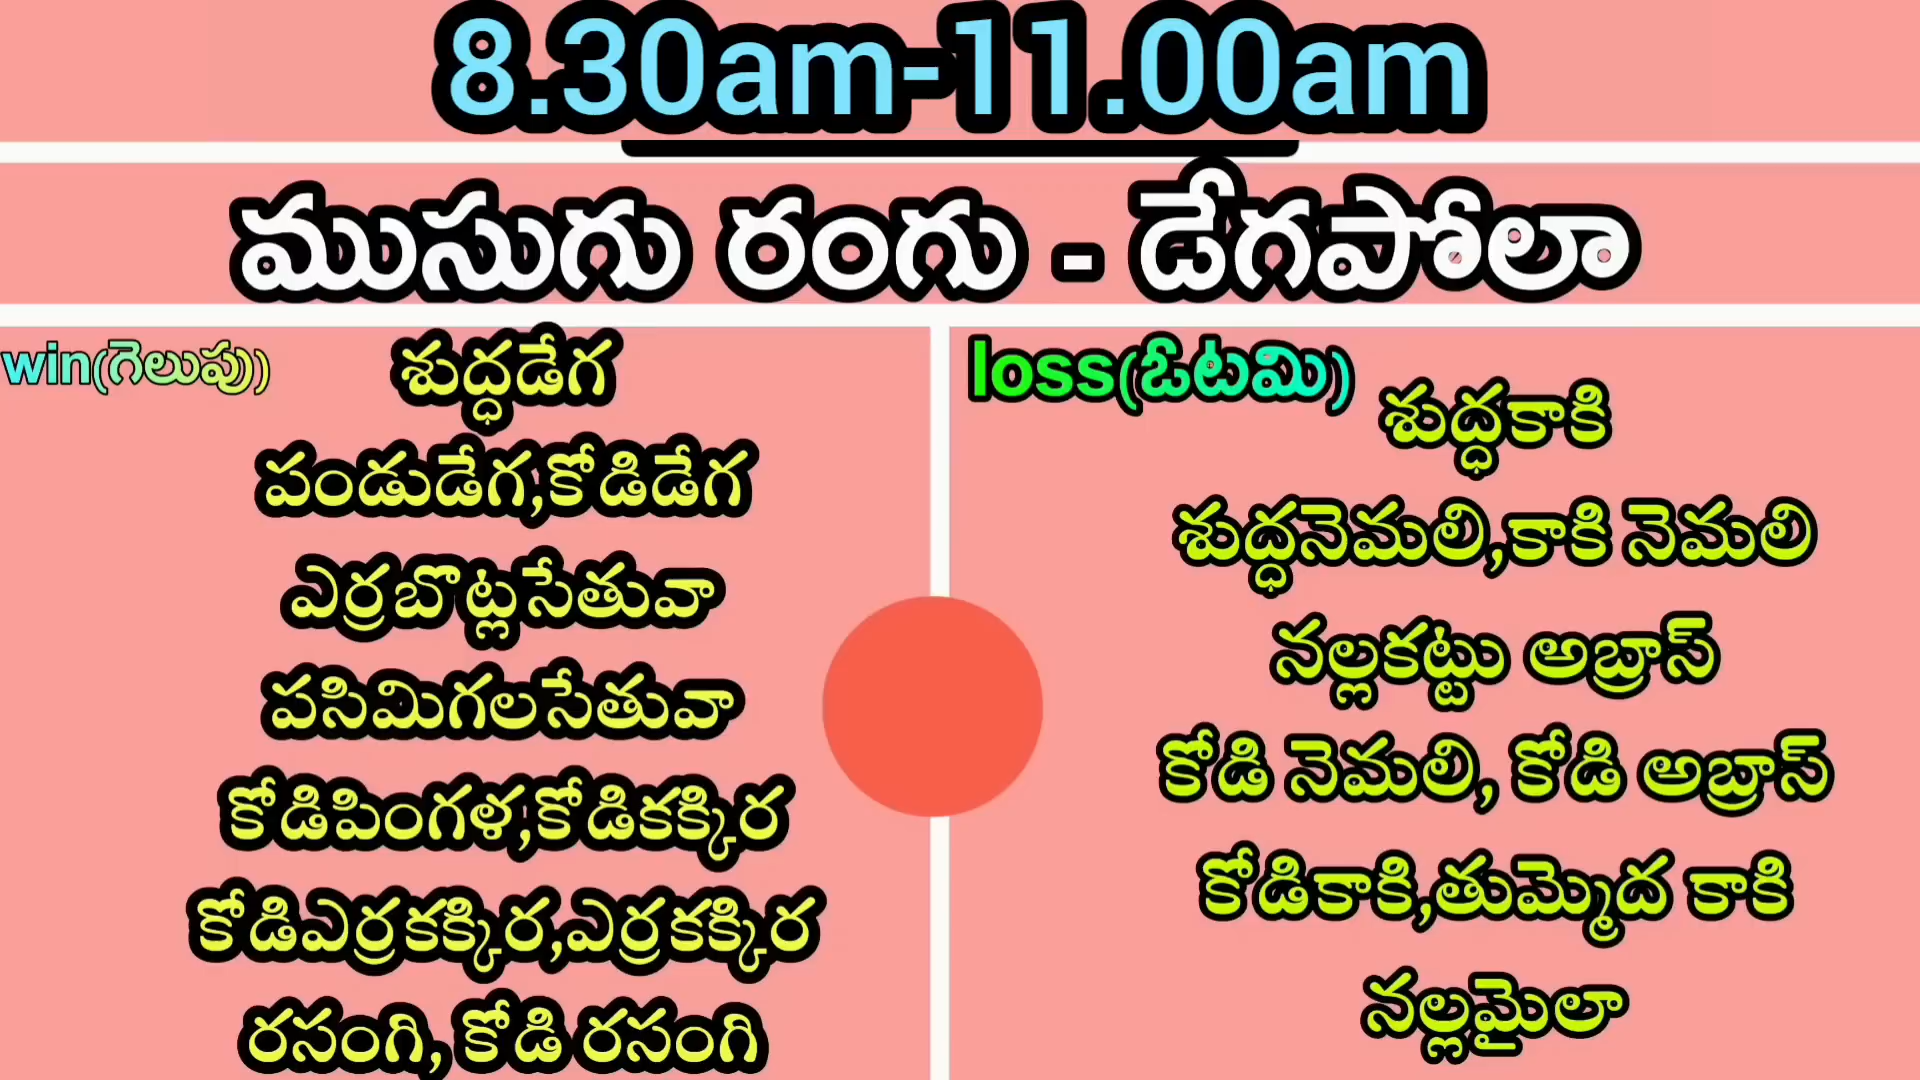 8.30am-11.00am
ముసుగు రంగు - డేగపోలా
win(గెలుపు)
శుద్ధడేగ
పండుడేగ,కోడిడేగ
ఎర్రబొట్లసేతువా
పసిమిగలసేతువా
కోడిపింగళ,కోడికక్కిర
కోడిఎర్రకక్కిర,ఎర్రకక్కిర
రసంగి, కోడి రసంగి
loss(ఓటమి)
శుద్ధకాకి
శుద్ధనెమలి,కాకి నెమలి
నల్లకట్టు అబ్రాస్
కోడి నెమలి, కోడి అబ్రాస్
కోడికాకి,తుమ్మెద కాకి
నల్లమైలా